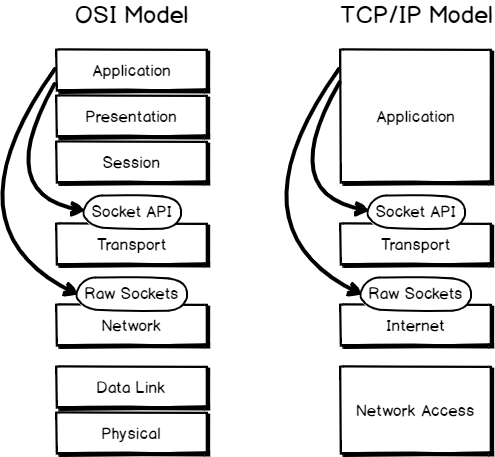 OSI Model
Application
Presentation
Session
Socket API
Transport
Raw Sockets
Network
Data Link
Physical
TCP/IP Model
Application
Socket API
Transport
Raw Sockets
Internet
Network Access